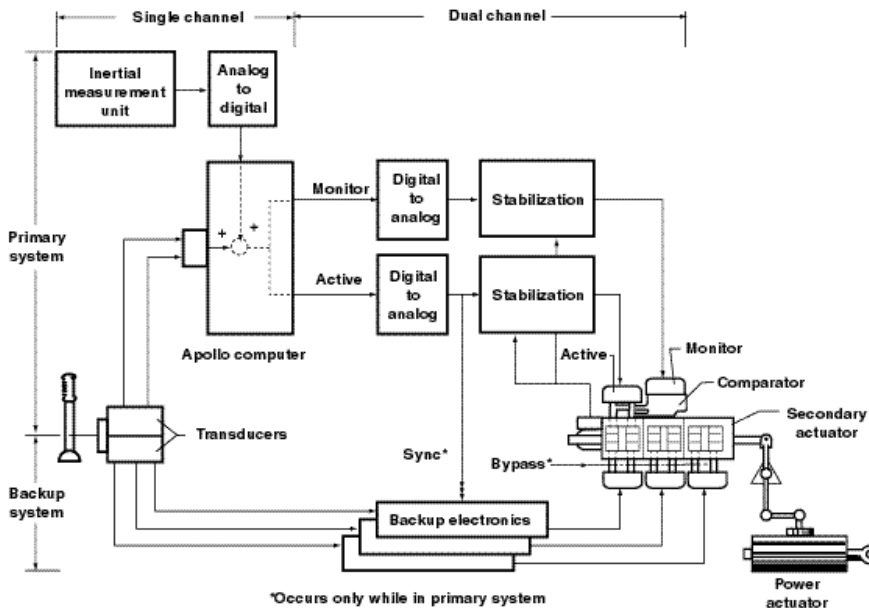 Single channel
Dual channel
Inertial
measurement
unit
Analog
to
digital
Primary
system
Monitor
Digital
to
analog
Stabilization
+
+
Active
Digital
to
analog
Stabilization
Apollo computer
Active
Monitor
Comparator
Secondary
actuator
Transducers
Sync*
Bypass*
Backup
system
Backup electronics
Power
actuator
*Occurs only while in primary system